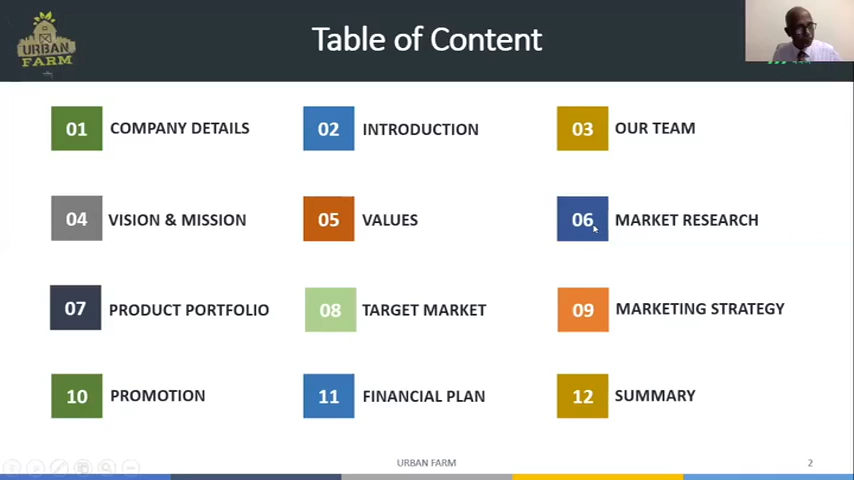 URBAN
FARM
Table of Content
01 COMPANY DETAILS
02 INTRODUCTION
03 OUR TEAM
04 VISION & MISSION
05 VALUES
06 MARKET RESEARCH
07 PRODUCT PORTFOLIO
08 TARGET MARKET
09 MARKETING STRATEGY
10 PROMOTION
11 FINANCIAL PLAN
12 SUMMARY
URBAN FARM
2